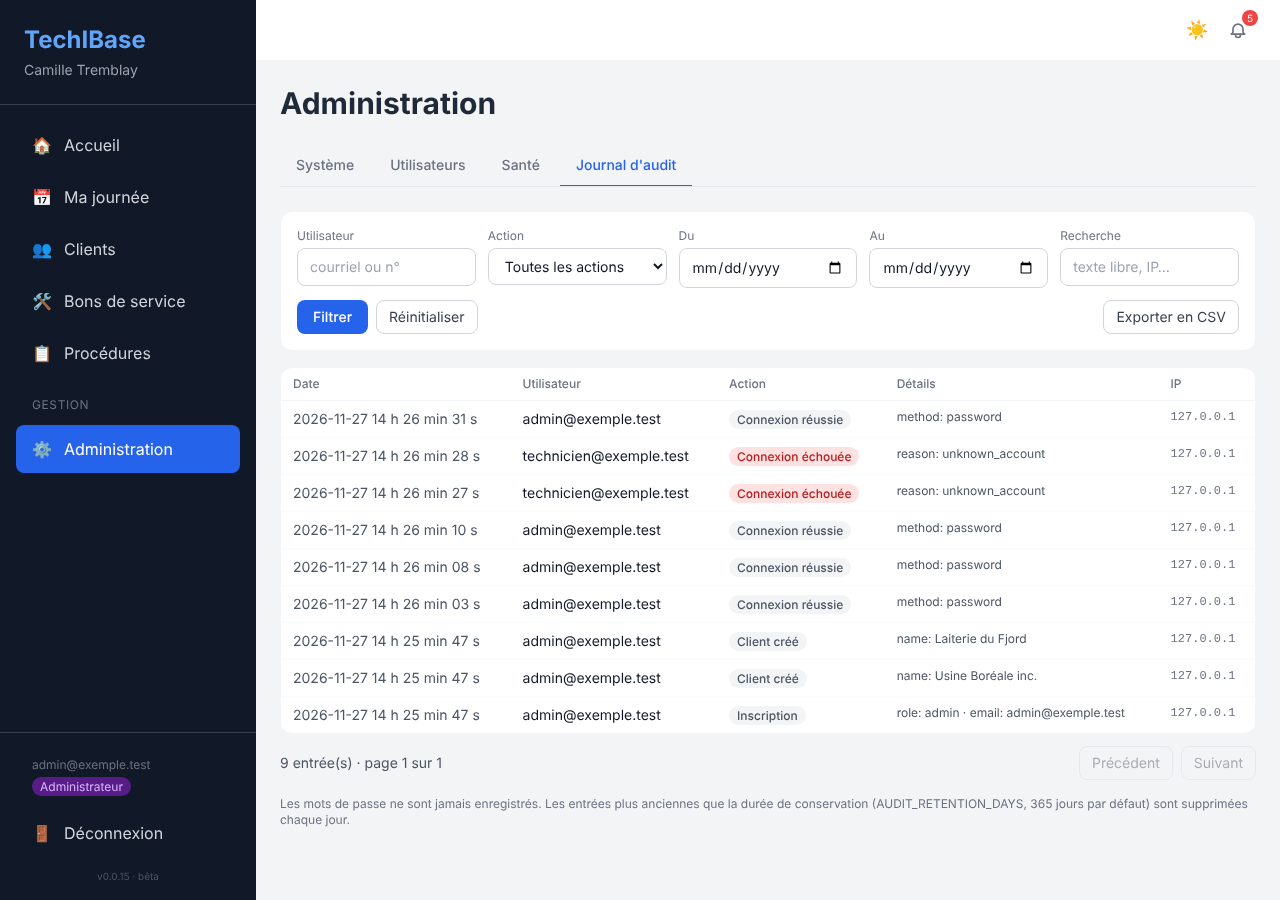 TechlBase
Camille Tremblay
Accueil
Ma journée
Clients
Bons de service
Procédures
GESTION
Administration
admin@exemple.test
Administrateur
Déconnexion
v0.0.15 · bêta
5
Administration
Système Utilisateurs Santé Journal d'audit
Utilisateur Action Du Au Recherche
courriel ou n° Toutes les actions mm/dd/yyyy mm/dd/yyyy texte libre, IP...
Filtrer Réinitialiser Exporter en CSV
Date Utilisateur Action Détails IP
2026-11-27 14 h 26 min 31 s admin@exemple.test Connexion réussie method: password 127.0.0.1
2026-11-27 14 h 26 min 28 s technicien@exemple.test Connexion échouée reason: unknown_account 127.0.0.1
2026-11-27 14 h 26 min 27 s technicien@exemple.test Connexion échouée reason: unknown_account 127.0.0.1
2026-11-27 14 h 26 min 10 s admin@exemple.test Connexion réussie method: password 127.0.0.1
2026-11-27 14 h 26 min 08 s admin@exemple.test Connexion réussie method: password 127.0.0.1
2026-11-27 14 h 26 min 03 s admin@exemple.test Connexion réussie method: password 127.0.0.1
2026-11-27 14 h 25 min 47 s admin@exemple.test Client créé name: Laiterie du Fjord 127.0.0.1
2026-11-27 14 h 25 min 47 s admin@exemple.test Client créé name: Usine Boréale inc. 127.0.0.1
2026-11-27 14 h 25 min 47 s admin@exemple.test Inscription role: admin · email: admin@exemple.test 127.0.0.1
9 entrée(s) · page 1 sur 1 Précédent Suivant
Les mots de passe ne sont jamais enregistrés. Les entrées plus anciennes que la durée de conservation (AUDIT_RETENTION_DAYS, 365 jours par défaut) sont supprimées
chaque jour.